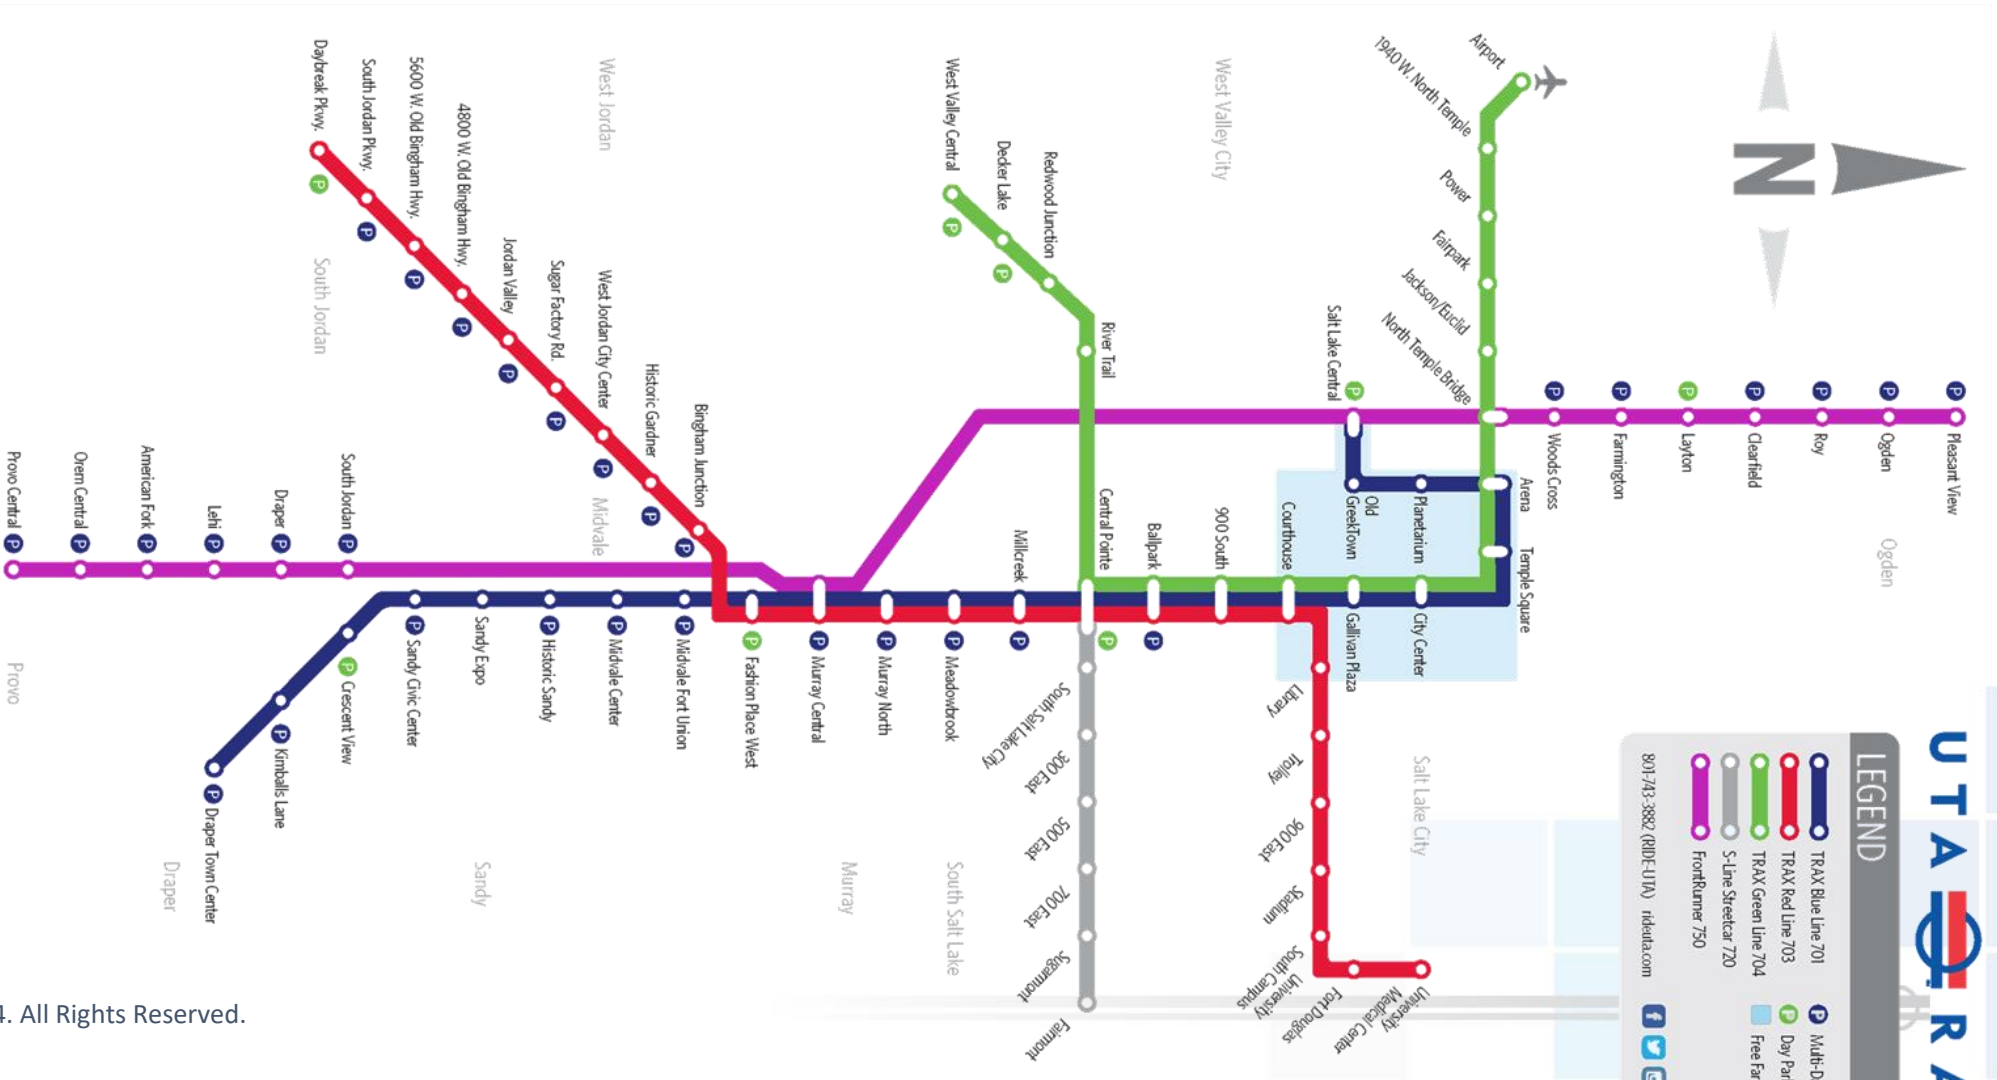 Airport
1940 W. North Temple
Power
Fairpark
Jackson/Euclid
North Temple Bridge
N
Daybreak Pkwy.
P
South Jordan Pkwy.
P
5600 W. Old Bingham Hwy.
P
4800 W. Old Bingham Hwy.
P
Jordan Valley
P
Sugar Factory Rd.
P
West Jordan City Center
P
Historic Gardner
P
Bingham Junction
P
West Jordan
South Jordan
Midvale
West Valley Central
P
Decker Lake
P
Redwood Junction
River Trail
West Valley City
Salt Lake Central
P
P
Woods Cross
P
Farmington
P
Layton
P
Clearfield
P
Roy
P
Ogden
P
Pleasant View
Ogden
Provo Central P
Orem Central P
American Fork P
Lehi P
Draper P
South Jordan P
Provo
Central Pointe
P
Millcreek
P
Ballpark
P
900 South
Courthouse
Old
GreekTown
Planetarium
Arena
Temple Square
Gallivan Plaza
City Center
P Meadowbrook
P Murray North
P Murray Central
P Fashion Place West
P Midvale Fort Union
P Midvale Center
P Historic Sandy
Sandy Expo
P Sandy Civic Center
P Crescent View
P Kimballs Lane
P Draper Town Center
Draper
Sandy
Murray
South Salt Lake
Salt Lake City
South Salt Lake City
300 East
500 East
700 East
Sugarmont
Fairmont
Library
Trolley
900 East
Stadium
University
South Campus
Fort Douglas
University
Medical Center
UTA RA
LEGEND
TRAX Blue Line 701
TRAX Red Line 703
TRAX Green Line 704
S-Line Streetcar 720
FrontRunner 750
P Multi-D
P Day Par
Free Far
801-743-3882 (RIDE-UTA) rideuta.com
4. All Rights Reserved.